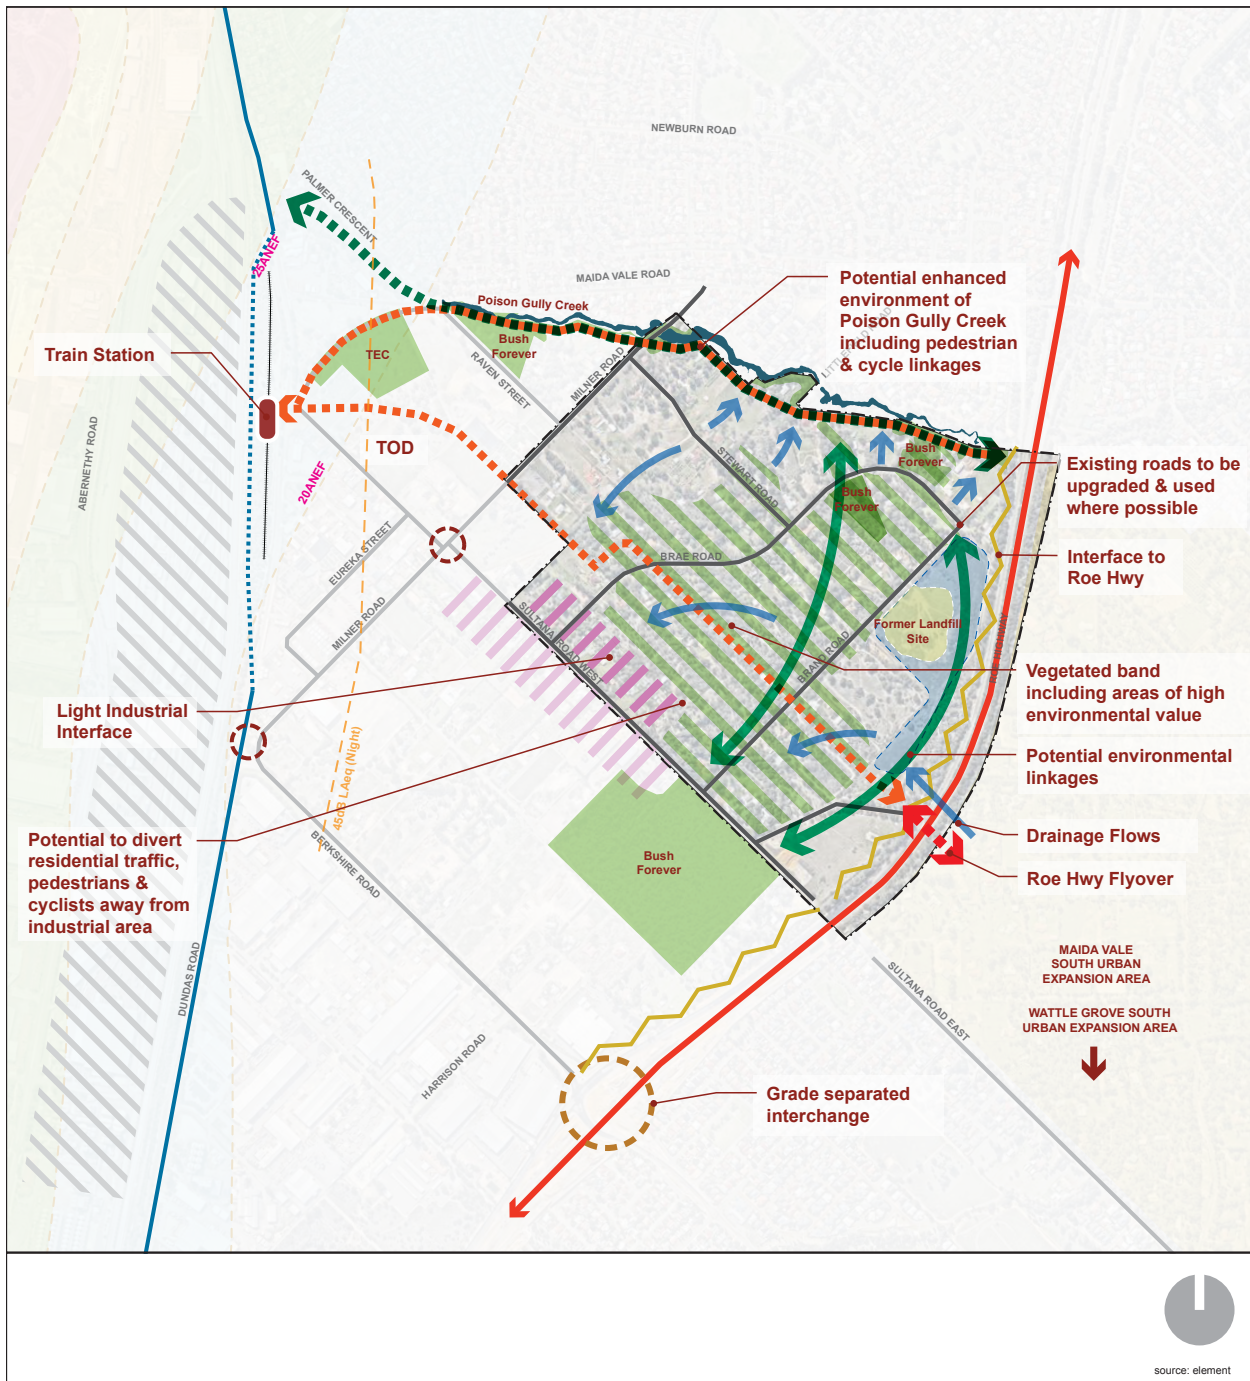 NEWBURN ROAD
PALMER CRESCENT
25ANEF
MAIDA VALE ROAD
Poison Gully Creek
Potential enhanced
environment of
Poison Gully Creek
including pedestrian
& cycle linkages
Train Station
TEC
Bush
Forever
RAVEN STREET
MILNER ROAD
ABERNETHY ROAD
TOD
20ANEF
STEWART ROAD
Bush
Forever
Bush
Forever
Existing roads to be
upgraded & used
where possible
EUREKA STREET
BRAE ROAD
Interface to
Roe Hwy
MILNER ROAD
SULTANA ROAD WEST
Former Landfill
Site
BRAND ROAD
HIGHWAY
Vegetated band
including areas of high
environmental value
Light Industrial
Interface
45dB LAeq (Night)
Potential environmental
linkages
Potential to divert
residential traffic,
pedestrians &
cyclists away from
industrial area
BERKSHIRE ROAD
Bush
Forever
Drainage Flows
Roe Hwy Flyover
DUNDAS ROAD
MAIDA VALE
SOUTH URBAN
EXPANSION AREA
SULTANA ROAD EAST
WATTLE GROVE SOUTH
URBAN EXPANSION AREA
HARRISON ROAD
Grade separated
interchange
source: element